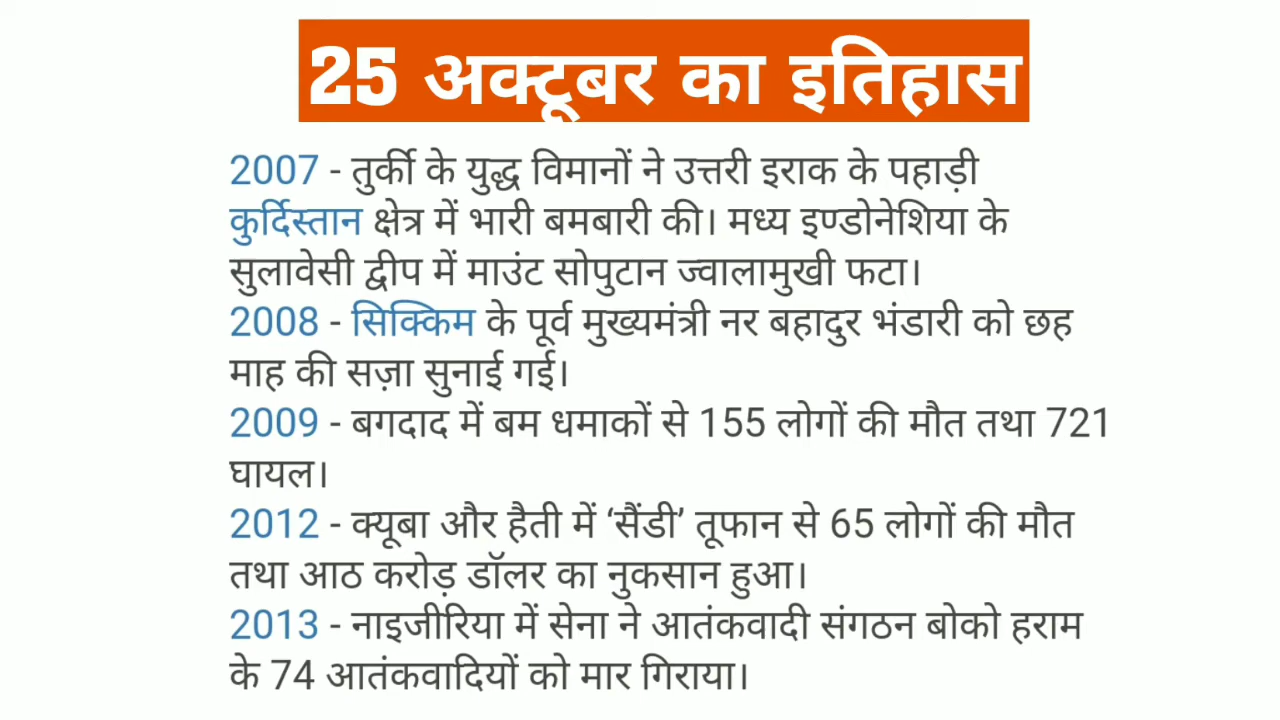 25 अक्टूबर का इतिहास
2007 - तुर्की के युद्ध विमानों ने उत्तरी इराक के पहाड़ी
कुर्दिस्तान क्षेत्र में भारी बमबारी की। मध्य इण्डोनेशिया के
सुलावेसी द्वीप में माउंट सोपुटान ज्वालामुखी फटा।
2008 - सिक्किम के पूर्व मुख्यमंत्री नर बहादुर भंडारी को छह
माह की सज़ा सुनाई गई।
2009 - बगदाद में बम धमाकों से 155 लोगों की मौत तथा 721
घायल।
2012 - क्यूबा और हैती में ‘सैंडी’ तूफान से 65 लोगों की मौत
तथा आठ करोड़ डॉलर का नुकसान हुआ।
2013 - नाइजीरिया में सेना ने आतंकवादी संगठन बोको हराम
के 74 आतंकवादियों को मार गिराया।